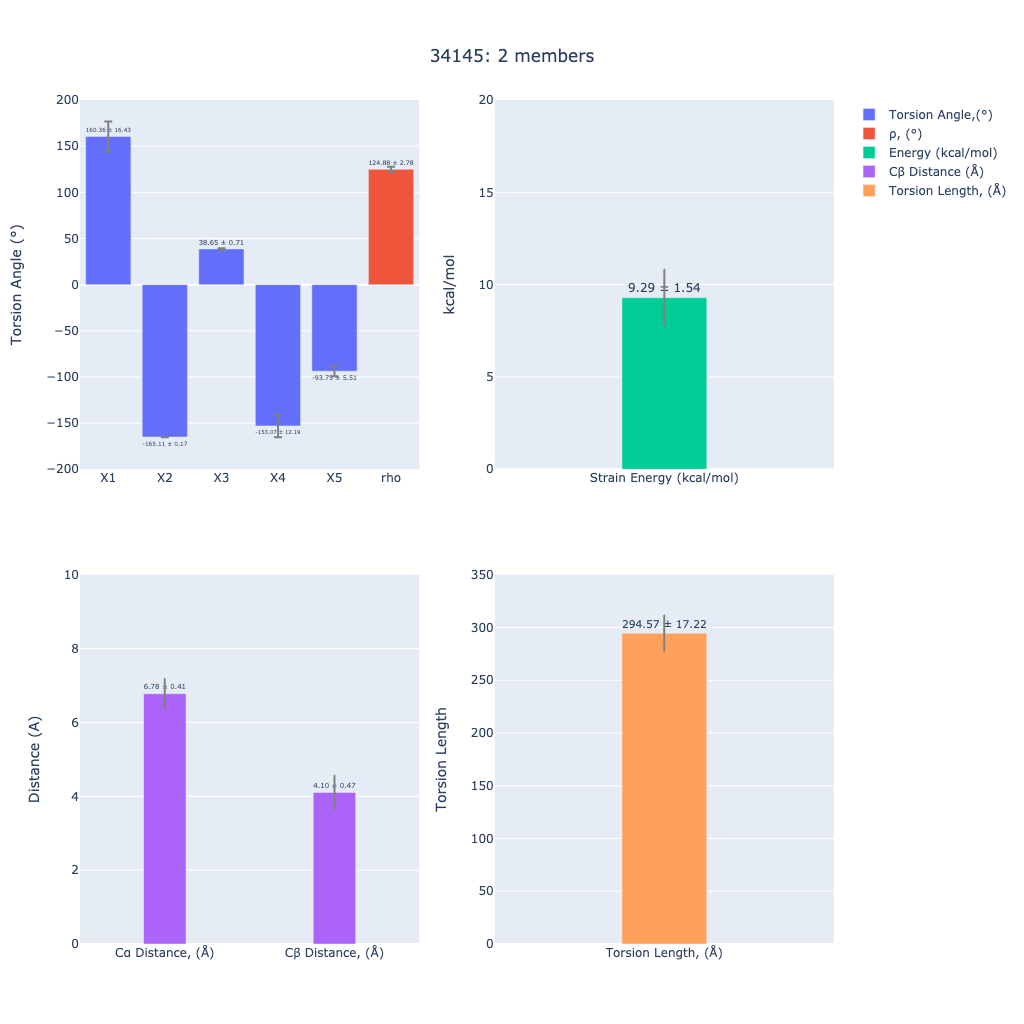 34145: 2 members
200
150
100
50
0
−50
−100
−150
−200
Torsion Angle (°)
160.36 ± 16.43
-165.11 ± 0.17
38.65 ± 0.71
-153.07 ± 12.19
-93.75 ± 5.51
124.88 ± 2.78
X1 X2 X3 X4 X5 rho
20
15
10
5
0
kcal/mol
9.29 ± 1.54
Strain Energy (kcal/mol)
Torsion Angle,(°)
ρ, (°)
Energy (kcal/mol)
Cβ Distance (Å)
Torsion Length, (Å)
10
8
6
4
2
0
Distance (A)
6.78 ± 0.41
4.10 ± 0.47
Cα Distance, (Å) Cβ Distance, (Å)
350
300
250
200
150
100
50
0
Torsion Length
294.57 ± 17.22
Torsion Length, (Å)